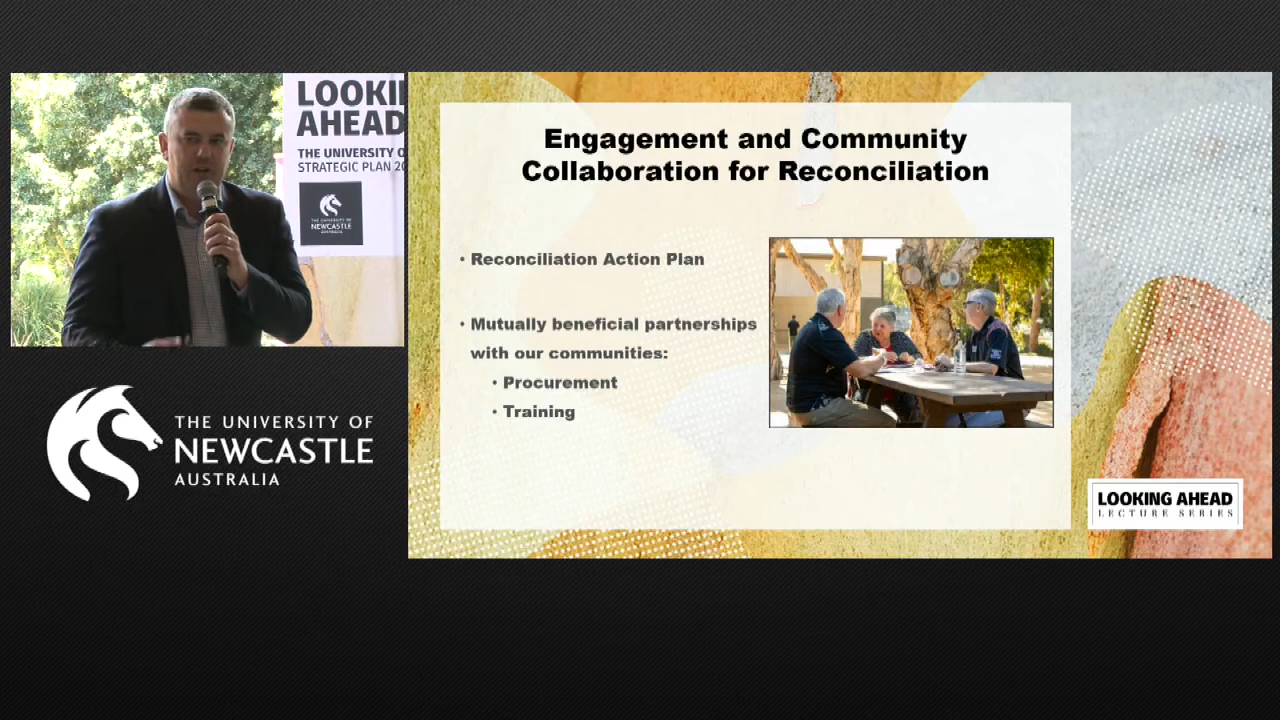 LOOKI
AHEAD
THE UNIVERSITY O
STRATEGIC PLAN 20
THE UNIVERSITY OF
NEWCASTLE
AUSTRALIA
THE UNIVERSITY OF
NEWCASTLE
AUSTRALIA
Engagement and Community
Collaboration for Reconciliation
• Reconciliation Action Plan
• Mutually beneficial partnerships
with our communities:
• Procurement
• Training
LOOKING AHEAD
LECTURE SERIES